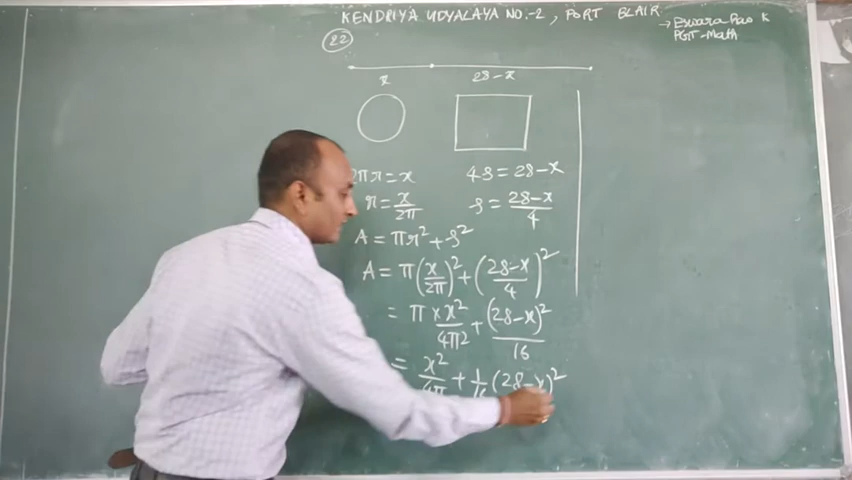 KENDRIYA VIDYALAYA NO.-2, PORT BLAIR
→ Eswara Rao K
PGT-Math
22
x 28-x
2πr = x 4s = 28-x
r = x/2π s = (28-x)/4
A = πr² + s²
A = π(x/2π)² + ((28-x)/4)²
= π × x²/4π² + (28-x)²/16
= x²/4π + 1/16 (28-x)²